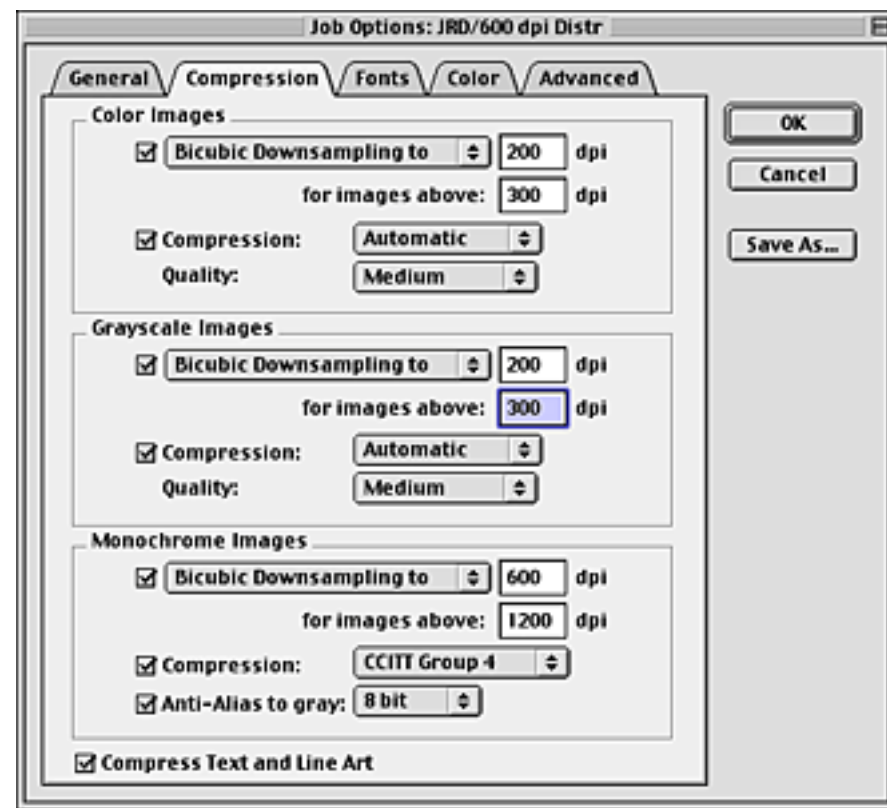 Job Options: JRD/600 dpi Distr
General Compression Fonts Color Advanced
Color Images
Bicubic Downsampling to 200 dpi
for images above: 300 dpi
Compression: Automatic
Quality: Medium
Grayscale Images
Bicubic Downsampling to 200 dpi
for images above: 300 dpi
Compression: Automatic
Quality: Medium
Monochrome Images
Bicubic Downsampling to 600 dpi
for images above: 1200 dpi
Compression: CCITT Group 4
Anti-Alias to gray: 8 bit
Compress Text and Line Art
OK
Cancel
Save As...